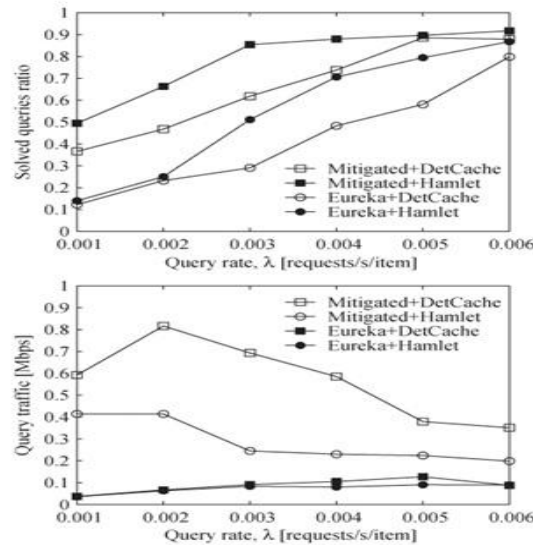 1
0.9
0.8
0.7
0.6
0.5
0.4
0.3
0.2
0.1
0
Solved queries ratio
Mitigated+DetCache
Mitigated+Hamlet
Eureka+DetCache
Eureka+Hamlet
0.001 0.002 0.003 0.004 0.005 0.006
Query rate, λ [requests/s/item]
1
0.9
0.8
0.7
0.6
0.5
0.4
0.3
0.2
0.1
0
Query traffic [Mbps]
Mitigated+DetCache
Mitigated+Hamlet
Eureka+DetCache
Eureka+Hamlet
0.001 0.002 0.003 0.004 0.005 0.006
Query rate, λ [requests/s/item]